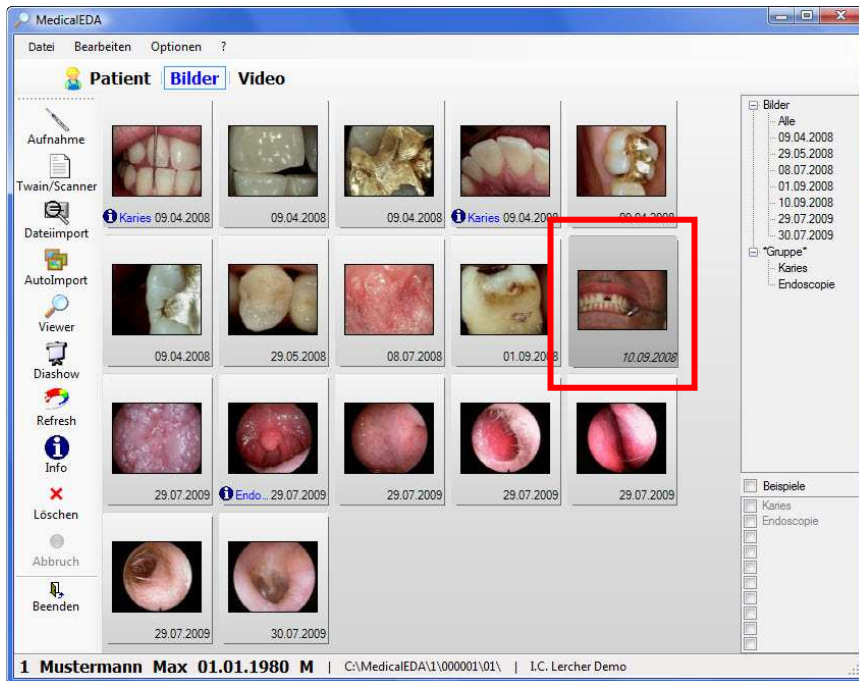 MedicalEDA
Datei Bearbeiten Optionen ?
Patient Bilder Video
Aufnahme
Twain/Scanner
Dateiimport
AutoImport
Viewer
Diashow
Refresh
Info
Löschen
Abbruch
Beenden
Karies 09.04.2008 09.04.2008 09.04.2008 Karies 09.04.2008 09.04.2008
09.04.2008 29.05.2008 08.07.2008 01.09.2008 10.09.2008
29.07.2009 Endo... 29.07.2009 29.07.2009 29.07.2009 29.07.2009
29.07.2009 30.07.2009
Bilder
Alle
09.04.2008
29.05.2008
08.07.2008
01.09.2008
10.09.2008
29.07.2009
30.07.2009
*Gruppe*
Karies
Endoscopie
Beispiele
Karies
Endoscopie
1 Mustermann Max 01.01.1980 M | C:\MedicalEDA\1\000001\01\ | I.C. Lercher Demo